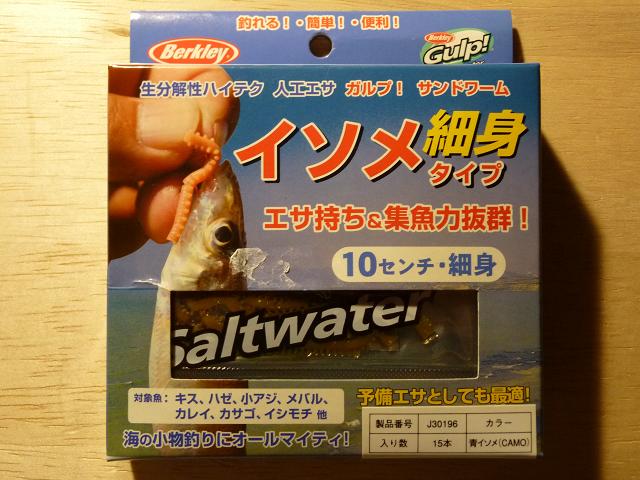 釣れる！・簡単！・便利！
Berkley
Berkley
Gulp!
生分解性ハイテク 人工エサ ガルプ！ サンドワーム
イソメ細身タイプ
エサ持ち&集魚力抜群！
10センチ・細身
Saltwater
対象魚： キス、ハゼ、小アジ、メバル、
カレイ、カサゴ、イシモチ 他
予備エサとしても最適！
海の小物釣りにオールマイティ！
製品番号 J30196 カラー
入り数 15本 青イソメ(CAMO)